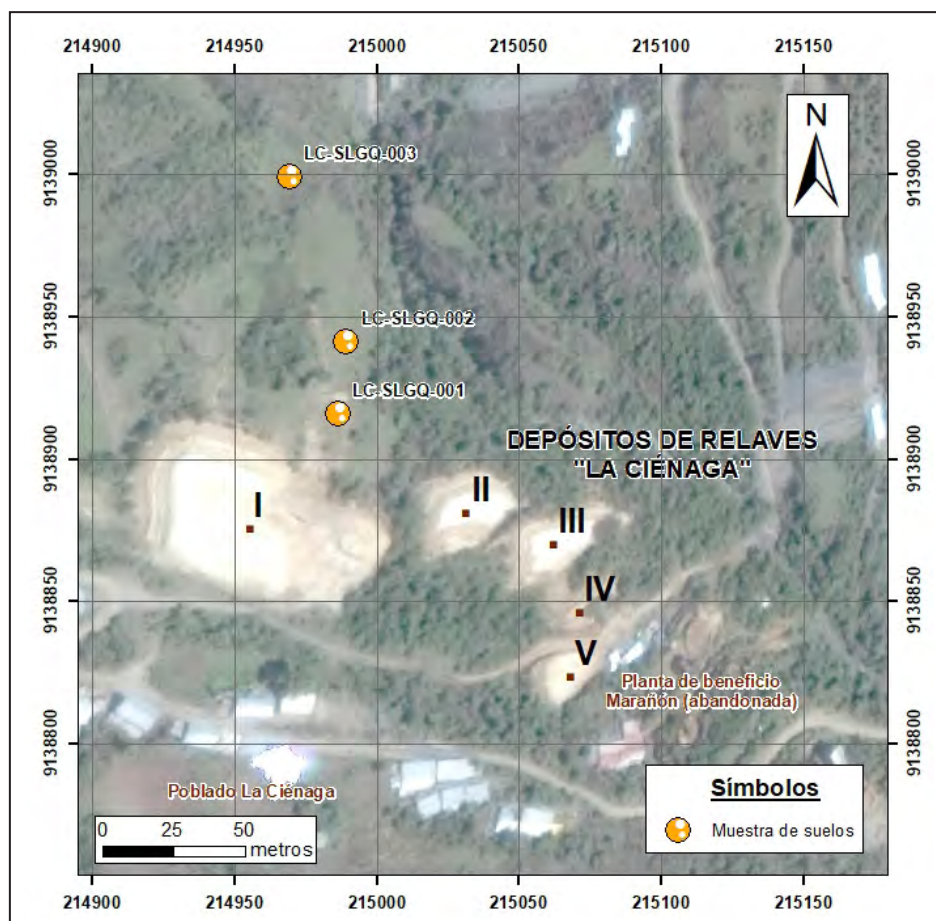 214900 214950 215000 215050 215100 215150
N
LC-SLGQ-003
9139000 9139000
9138950 9138950
LC-SLGQ-002
LC-SLGQ-001
DEPÓSITOS DE RELAVES
"LA CIÉNAGA"
9138900 9138900
I
II
III
9138850 9138850
IV
V
Planta de beneficio
Marañón (abandonada)
9138800 9138800
Poblado La Ciénaga
Símbolos
Muestra de suelos
0 25 50
metros
214900 214950 215000 215050 215100 215150